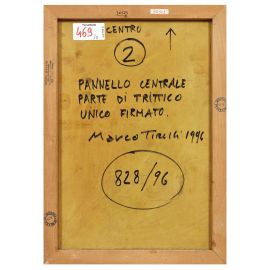 469
CENTRO
2
PANNELLO CENTRALE
PARTE DI TRITTICO
UNICO FIRMATO.
Marco Tirelli 1996
828/96